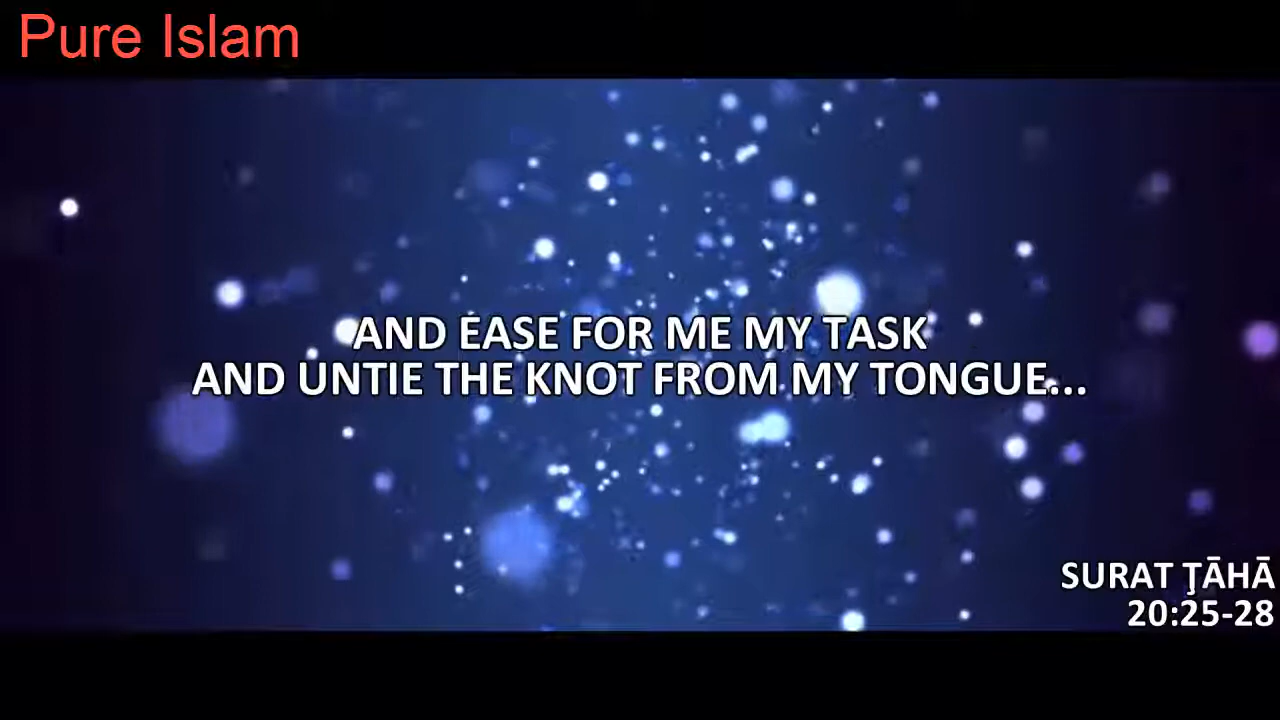 Pure Islam
AND EASE FOR ME MY TASK
AND UNTIE THE KNOT FROM MY TONGUE...
SURAT ŢĀHĀ
20:25-28